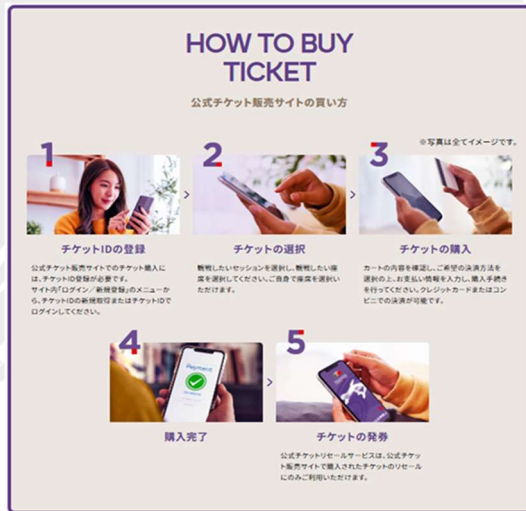 HOW TO BUY
TICKET
公式チケット販売サイトの買い方
※写真は全てイメージです。
1
チケットIDの登録
公式チケット販売サイトでのチケット購入に
は、チケットIDの登録が必要です。
サイト内「ログイン／新規登録」のメニューか
ら、チケットIDの新規取得またはチケットIDで
ログインしてください。
>
2
チケットの選択
観戦したいセッションを選択し、観戦したい座
席を選択してください。ご自身で座席を選択い
ただけます。
>
3
チケットの購入
カートの内容を確認し、ご希望の決済方法を
選択の上、お支払い情報を入力し、購入手続き
を行ってください。クレジットカードまたはコン
ビニでの決済が可能です。
4
Payment
購入完了
>
5
チケットの発券
公式チケットリセールサービスは、公式チケッ
ト販売サイトで購入されたチケットのリセール
にのみご利用いただけます。